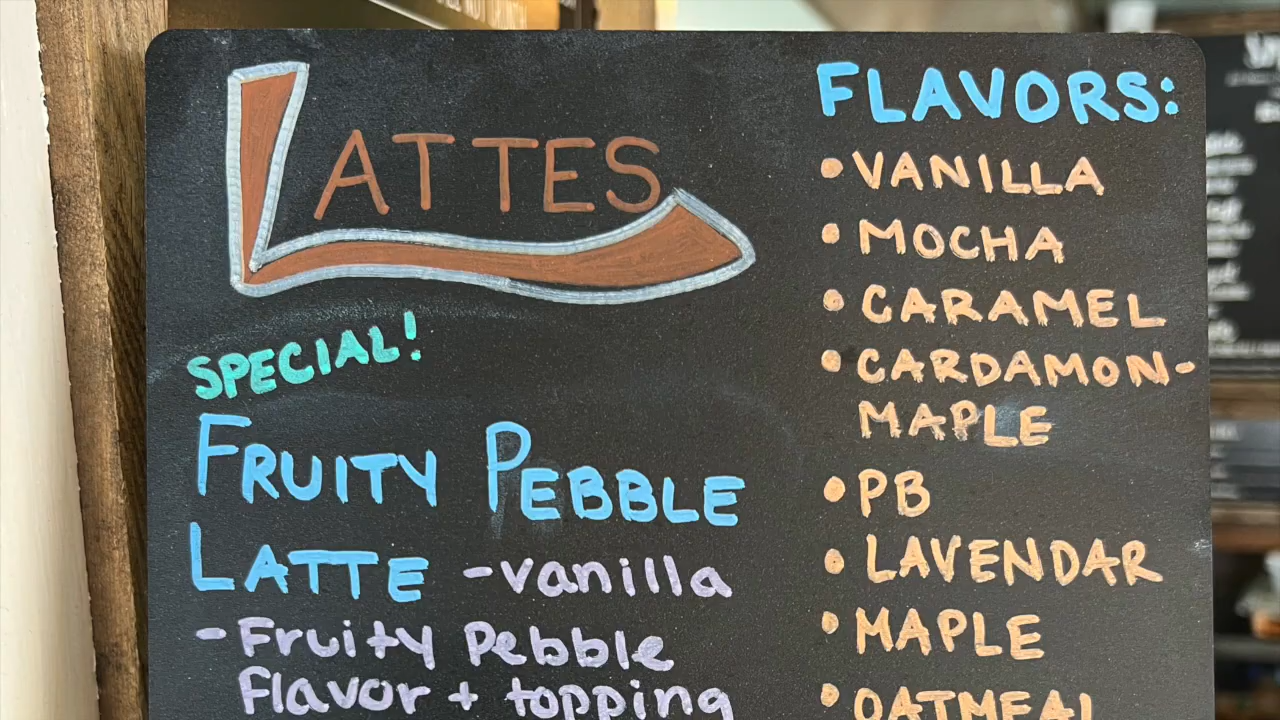 LATTES
SPECIAL!
FRUITY PEBBLE
LATTE -vanilla
-Fruity Pebble
Flavor + topping
FLAVORS:
•VANILLA
•MOCHA
•CARAMEL
•CARDAMON-
MAPLE
•PB
•LAVENDAR
•MAPLE
•OATMEAL